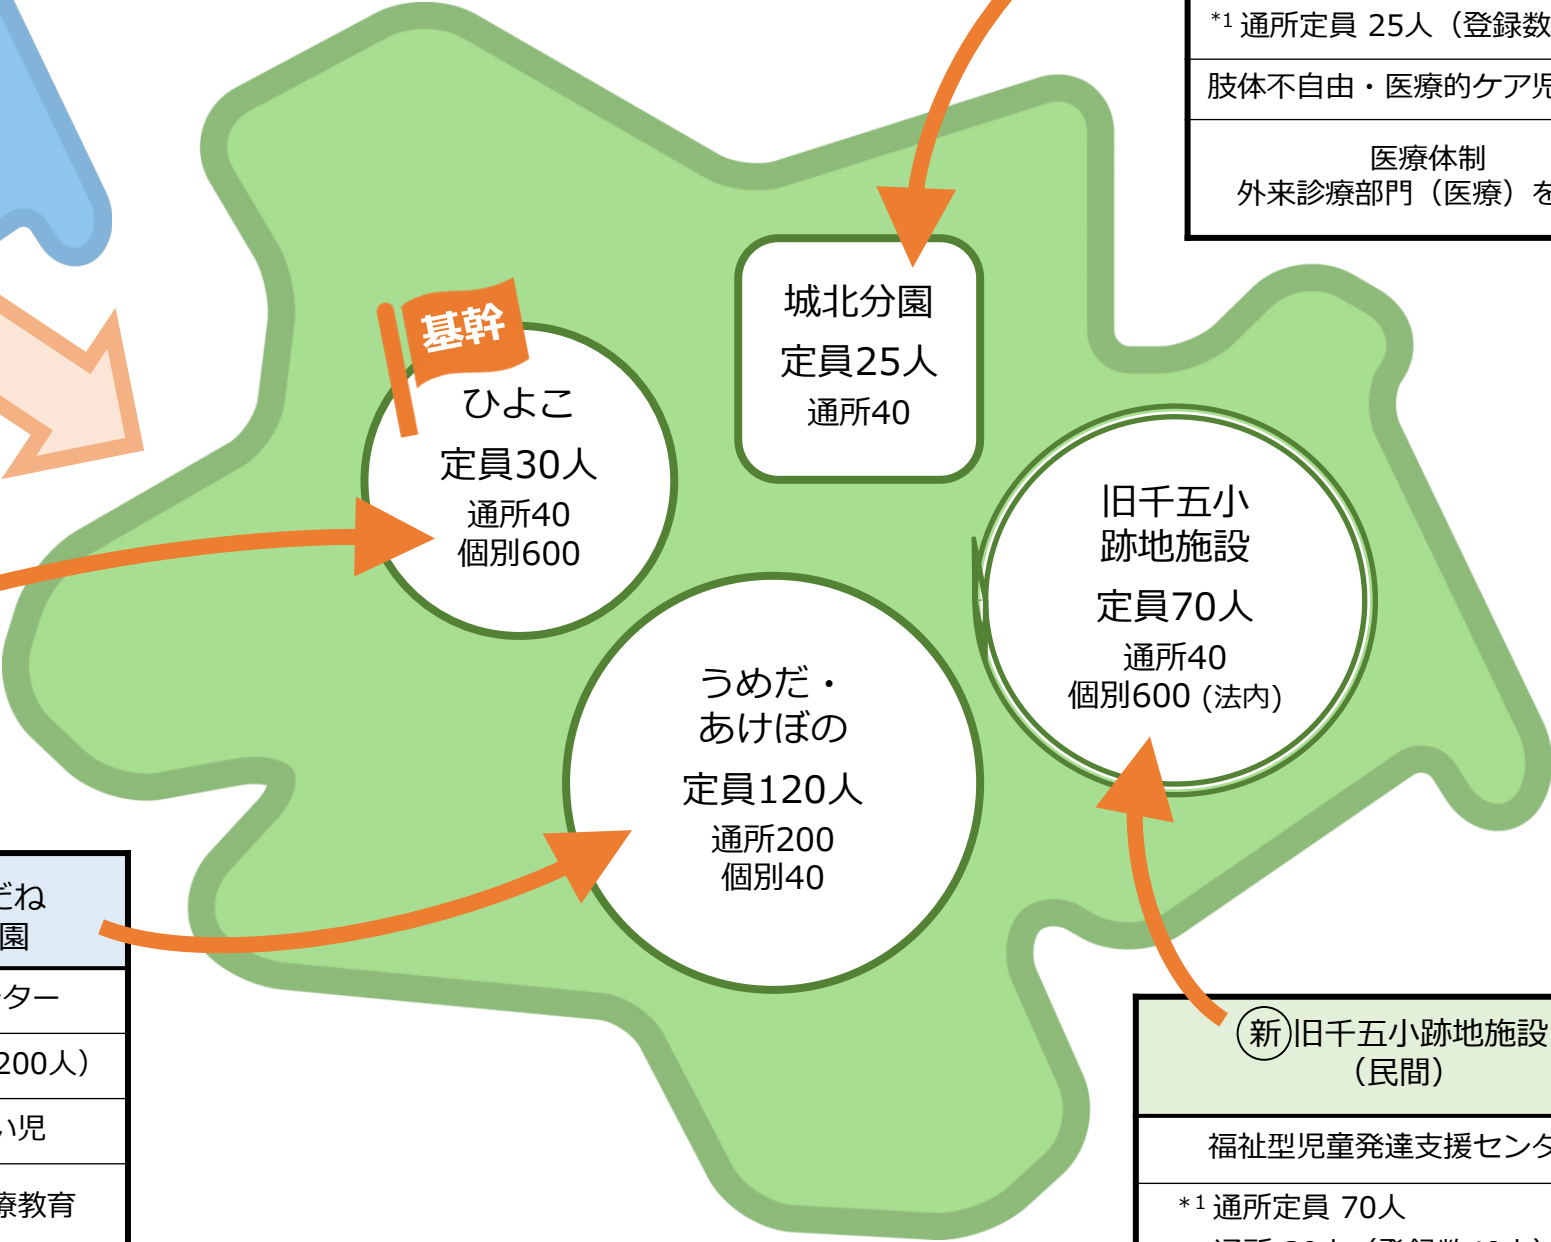 *1 通所定員 25人（登録数
肢体不自由・医療的ケア児
医療体制
外来診療部門（医療）を
城北分園
定員25人
通所40
基幹
ひよこ
定員30人
通所40
個別600
旧千五小
跡地施設
定員70人
通所40
個別600 (法内)
うめだ・
あけぼの
定員120人
通所200
個別40
だね
園
ター
200人）
い児
療教育
新旧千五小跡地施設
（民間）
福祉型児童発達支援センタ
*1 通所定員 70人